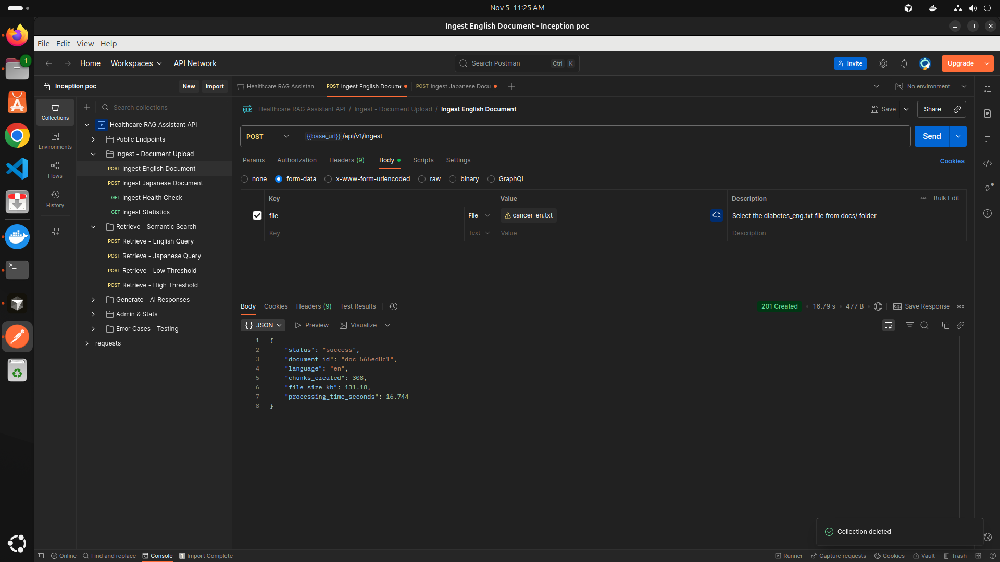 Nov 5 11:25 AM
Ingest English Document - Inception poc
File Edit View Help
1
Home Workspaces API Network
Search Postman Ctrl K
Invite
Upgrade
Inception poc New Import
Healthcare RAG Assistan
POST Ingest English Docume
POST Ingest Japanese Docu
No environment
Collections
Environments
Flows
History
Search collections
Healthcare RAG Assistant API
Public Endpoints
Ingest - Document Upload
POST Ingest English Document
POST Ingest Japanese Document
GET Ingest Health Check
GET Ingest Statistics
Retrieve - Semantic Search
POST Retrieve - English Query
POST Retrieve - Japanese Query
POST Retrieve - Low Threshold
POST Retrieve - High Threshold
Generate - AI Responses
Admin & Stats
Error Cases - Testing
requests
HTTP Healthcare RAG Assistant API / Ingest - Document Upload / Ingest English Document
Save Share
POST {{base_url}} /api/v1/ingest
Send
Params Authorization Headers (9) Body Scripts Settings
Cookies
none form-data x-www-form-urlencoded raw binary GraphQL
Key Value Description Bulk Edit
file File cancer_en.txt Select the diabetes_eng.txt file from docs/ folder
Key Text Value Description
Body Cookies Headers (9) Test Results
201 Created 16.79 s 477 B e.g. Save Response
{} JSON Preview Visualize
1 {
2 "status": "success",
3 "document_id": "doc_566ed8c1",
4 "language": "en",
5 "chunks_created": 308,
6 "file_size_kb": 131.18,
7 "processing_time_seconds": 16.744
8 }
Collection deleted
Online Find and replace Console 1 Import Complete
Runner Capture requests Cookies Vault Trash